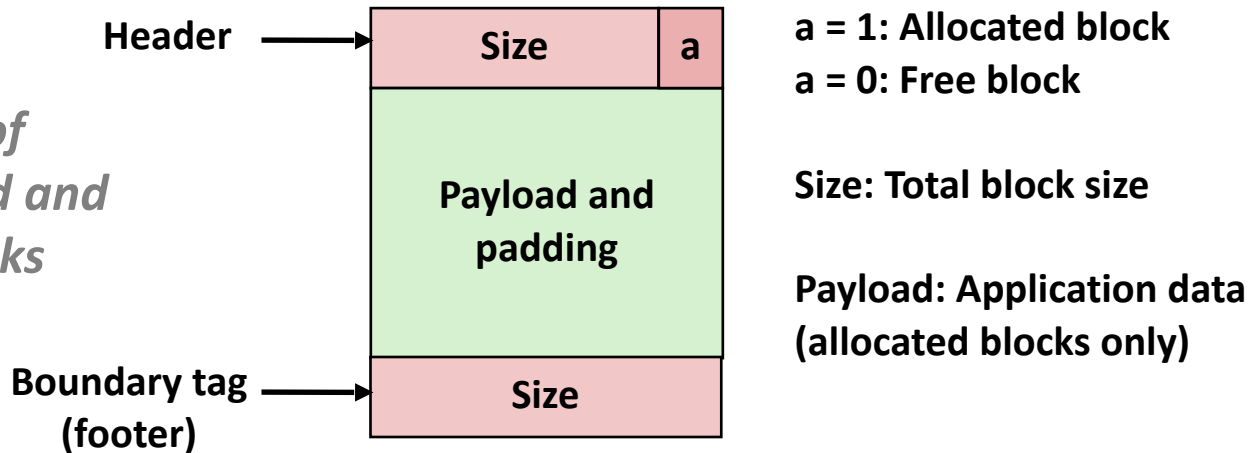 Header
Size
a
a = 1: Allocated block
a = 0: Free block
of
d and
ks
Payload and
padding
Size: Total block size
Payload: Application data
(allocated blocks only)
Boundary tag
(footer)
Size